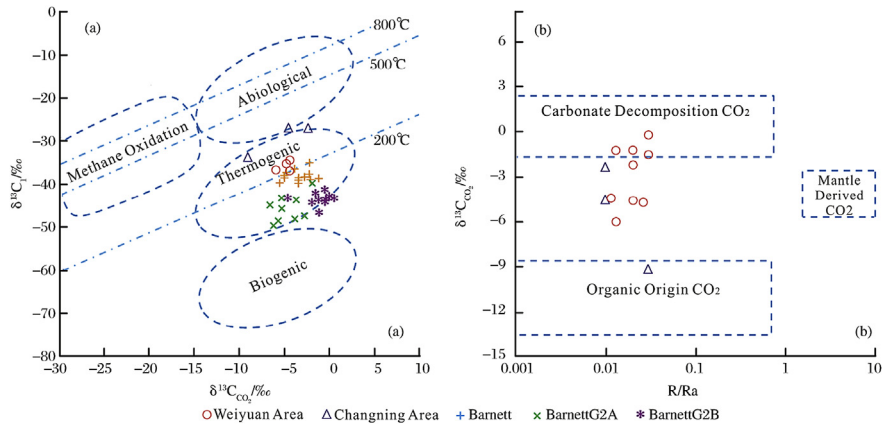 (a)
0
−10
−20
−30
−40
−50
−60
−70
−80
δ¹³C₁/‰
800℃
500℃
200℃
Abiological
Methane Oxidation
Thermogenic
Biogenic
(a)
−30 −25 −20 −15 −10 −5 0 5 10
δ¹³C_CO₂/‰
(b)
6
3
0
−3
−6
−9
−12
−15
δ¹³C_CO₂/‰
Carbonate Decomposition CO₂
Mantle
Derived
CO2
Organic Origin CO₂
(b)
0.001 0.01 0.1 1 10
R/Ra
Weiyuan Area Changning Area Barnett BarnettG2A BarnettG2B